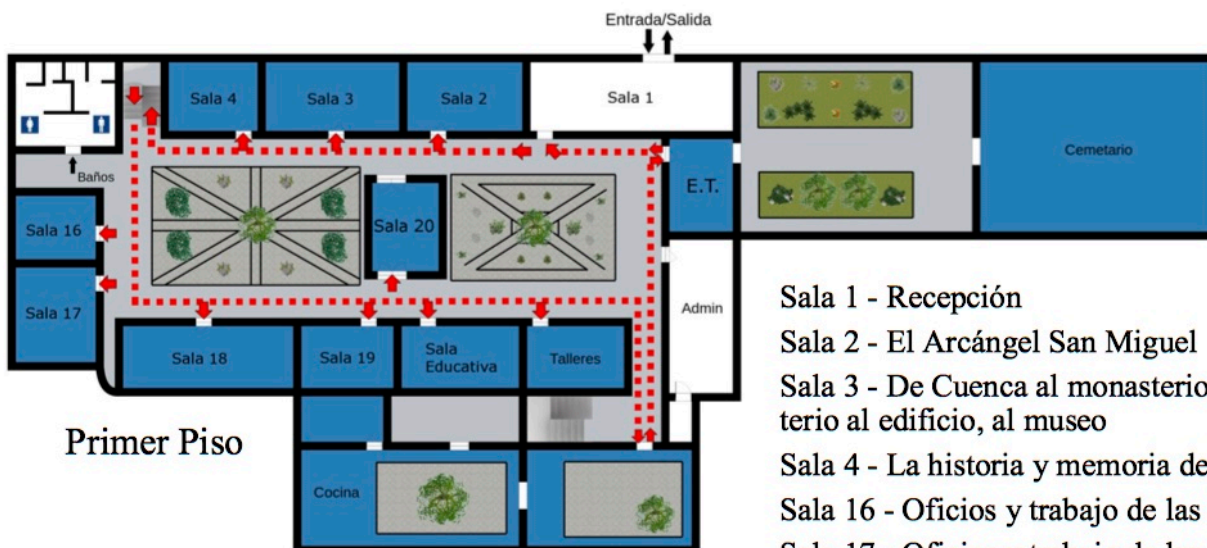 Entrada/Salida
Sala 4
Sala 3
Sala 2
Sala 1
Cemetario
E.T.
Baños
Sala 16
Sala 20
Sala 17
Admin
Sala 18
Sala 19
Sala
Educativa
Talleres
Primer Piso
Cocina
Sala 1 - Recepción
Sala 2 - El Arcángel San Miguel
Sala 3 - De Cuenca al monasterio
terio al edificio, al museo
Sala 4 - La historia y memoria de
Sala 16 - Oficios y trabajo de las